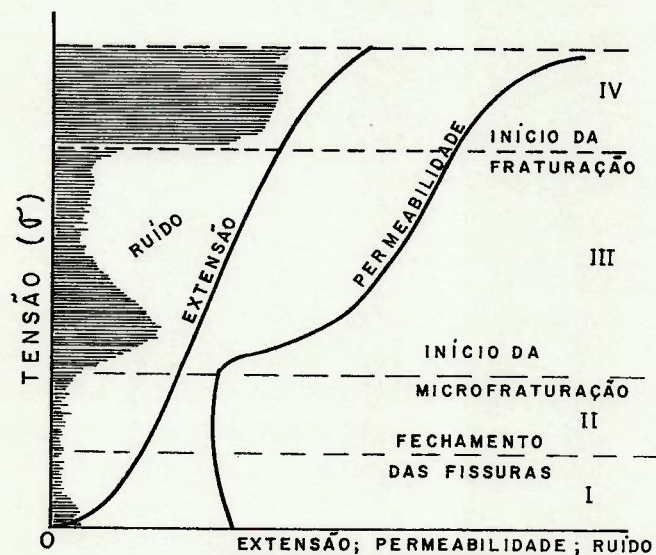 IV
INÍCIO DA
FRATURAÇÃO
RUÍDO
EXTENSÃO
PERMEABILIDADE
III
TENSÃO (σ)
INÍCIO DA
MICROFRATURAÇÃO
II
FECHAMENTO
DAS FISSURAS
I
O
EXTENSÃO; PERMEABILIDADE; RUÍDO